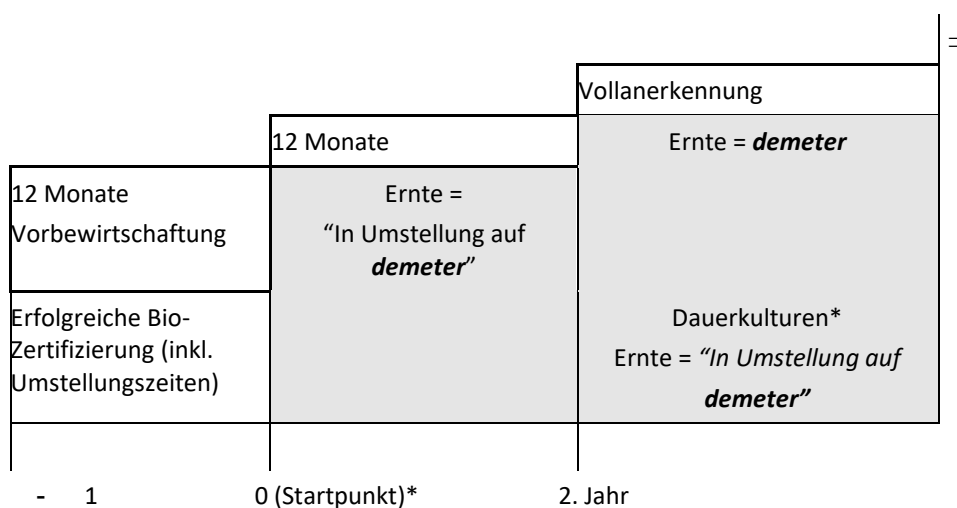 =
Vollanerkennung
12 Monate
Ernte = demeter
12 Monate
Vorbewirtschaftung
Ernte =
“In Umstellung auf
demeter”
Erfolgreiche Bio-
Zertifizierung (inkl.
Umstellungszeiten)
Dauerkulturen*
Ernte = “In Umstellung auf
demeter”
- 1
0 (Startpunkt)*
2. Jahr